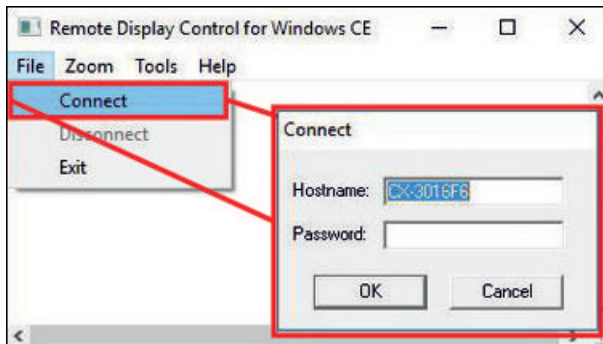 Remote Display Control for Windows CE
File Zoom Tools Help
Connect
Disconnect
Exit
Connect
Hostname: CX-3016F6
Password:
OK Cancel